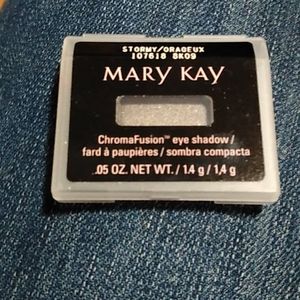 STORMY/ORAGEUX
107618 8K09
MARY KAY
ChromaFusion™ eye shadow /
fard à paupières / sombra compacta
.05 OZ. NET WT. / 1.4 g / 1,4 g